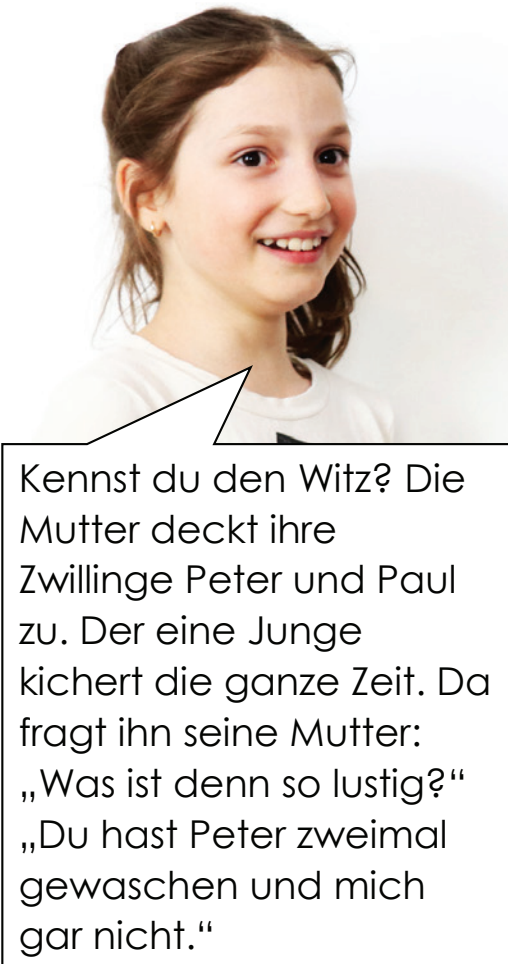 Kennst du den Witz? Die
Mutter deckt ihre
Zwillinge Peter und Paul
zu. Der eine Junge
kichert die ganze Zeit. Da
fragt ihn seine Mutter:
„Was ist denn so lustig?“
„Du hast Peter zweimal
gewaschen und mich
gar nicht.“